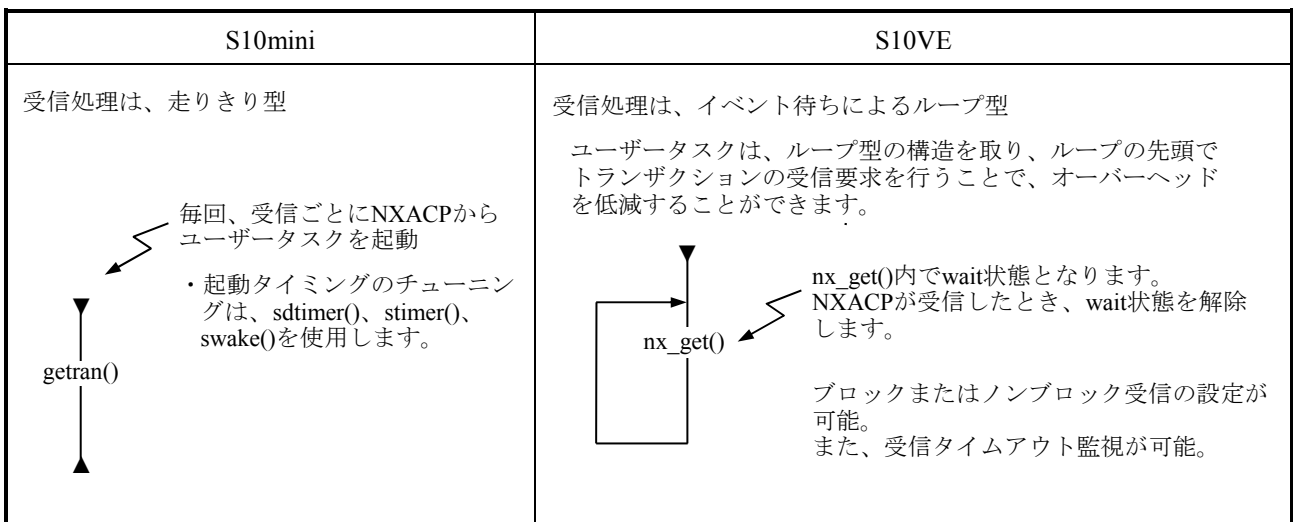 S10mini
S10VE
受信処理は、走りきり型
毎回、受信ごとにNXACPから
ユーザータスクを起動
・起動タイミングのチューニン
グは、sdtimer()、stimer()、
swake()を使用します。
getran()
受信処理は、イベント待ちによるループ型
ユーザータスクは、ループ型の構造を取り、ループの先頭で
トランザクションの受信要求を行うことで、オーバーヘッド
を低減することができます。
nx_get()内でwait状態となります。
NXACPが受信したとき、wait状態を解除
します。
nx_get()
ブロックまたはノンブロック受信の設定が
可能。
また、受信タイムアウト監視が可能。